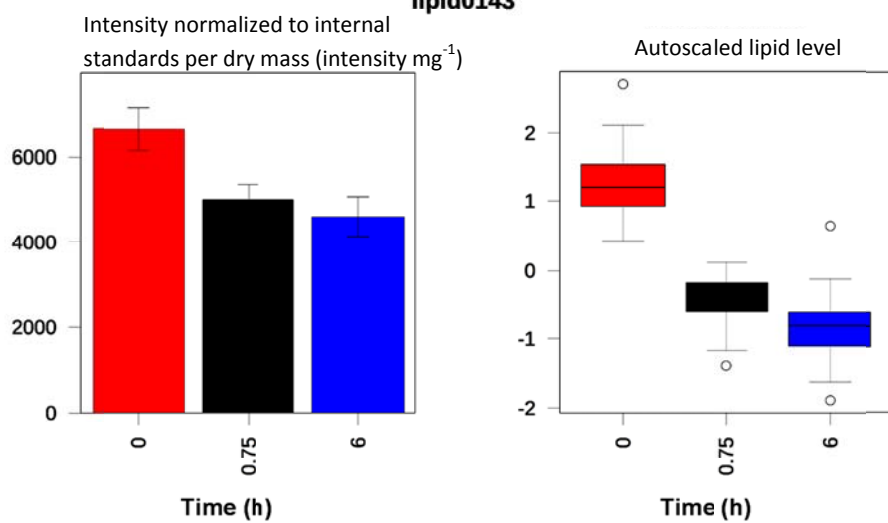 lipid0143
Intensity normalized to internal
standards per dry mass (intensity mg⁻¹)
6000
4000
2000
0
0
0.75
6
Time (h)
Autoscaled lipid level
2
1
0
-1
-2
0
0.75
6
Time (h)